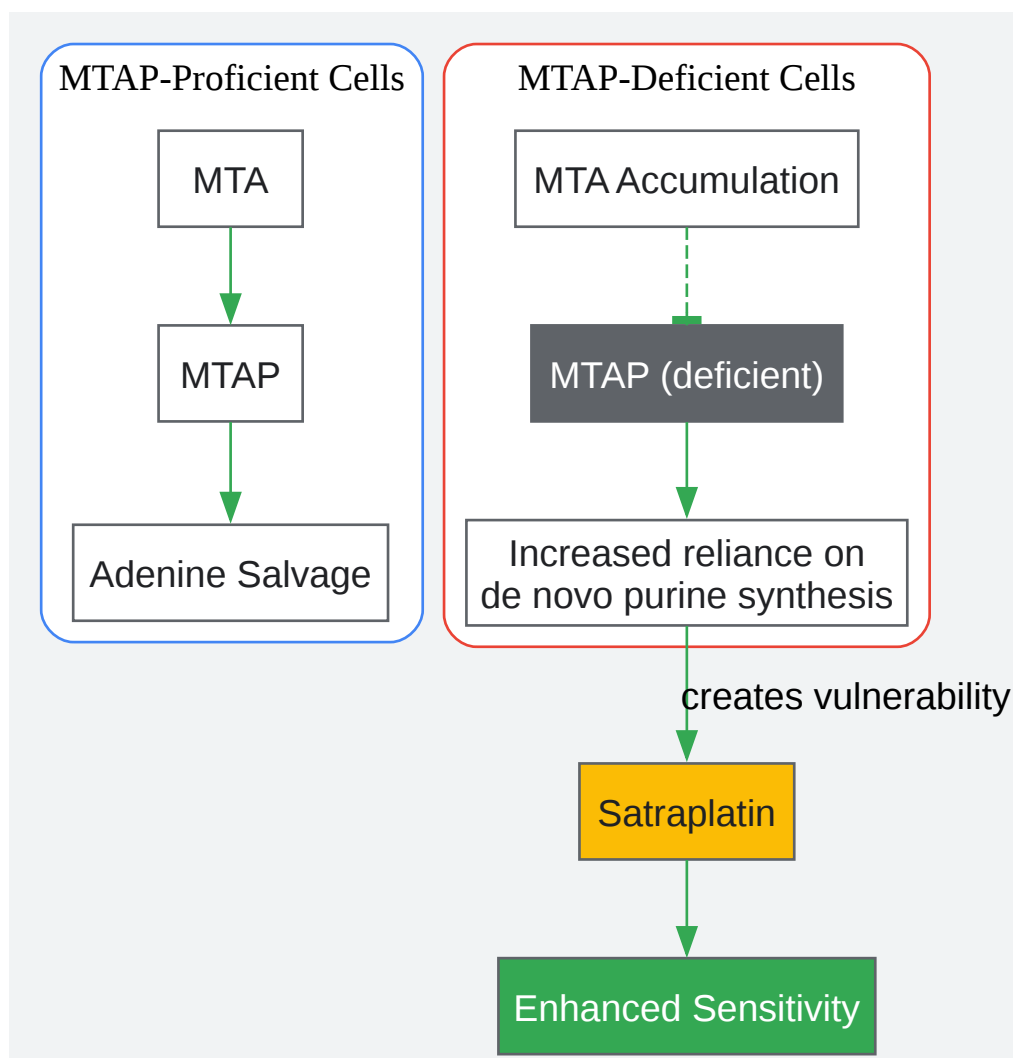 MTAP-Proficient Cells
MTA
MTAP
Adenine Salvage
MTAP-Deficient Cells
MTA Accumulation
MTAP (deficient)
Increased reliance on
de novo purine synthesis
creates vulnerability
Satraplatin
Enhanced Sensitivity